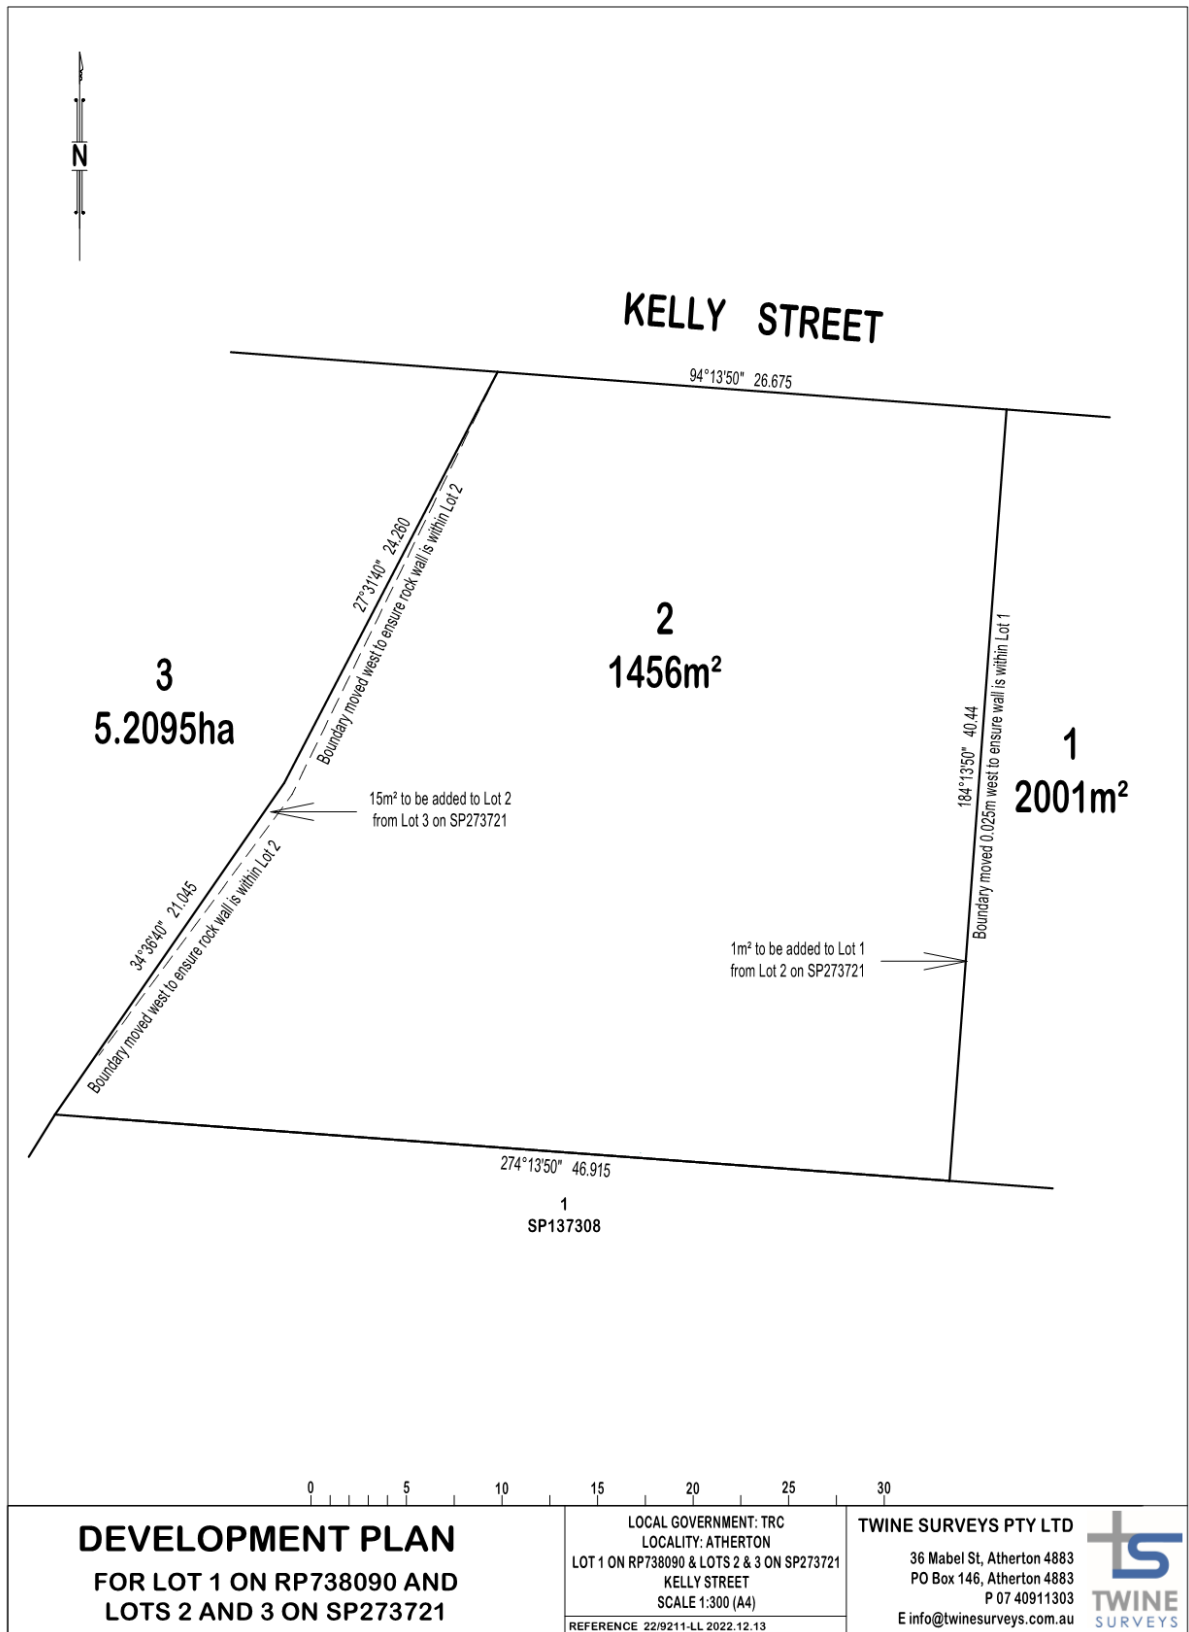 N
KELLY STREET
94°13'50" 26.675
27°31'40" 24.260
Boundary moved west to ensure rock wall is within Lot 2
2
1456m²
3
5.2095ha
184°13'50" 40.44
Boundary moved 0.025m west to ensure wall is within Lot 1
1
2001m²
15m² to be added to Lot 2
from Lot 3 on SP273721
34°36'40" 21.045
Boundary moved west to ensure rock wall is within Lot 2
1m² to be added to Lot 1
from Lot 2 on SP273721
274°13'50" 46.915
1
SP137308
0 5 10 15 20 25 30
DEVELOPMENT PLAN
FOR LOT 1 ON RP738090 AND
LOTS 2 AND 3 ON SP273721
LOCAL GOVERNMENT: TRC
LOCALITY: ATHERTON
LOT 1 ON RP738090 & LOTS 2 & 3 ON SP273721
KELLY STREET
SCALE 1:300 (A4)
REFERENCE 22/9211-LL 2022.12.13
TWINE SURVEYS PTY LTD
36 Mabel St, Atherton 4883
PO Box 146, Atherton 4883
P 07 40911303
E info@twinesurveys.com.au
ts
TWINE
SURVEYS